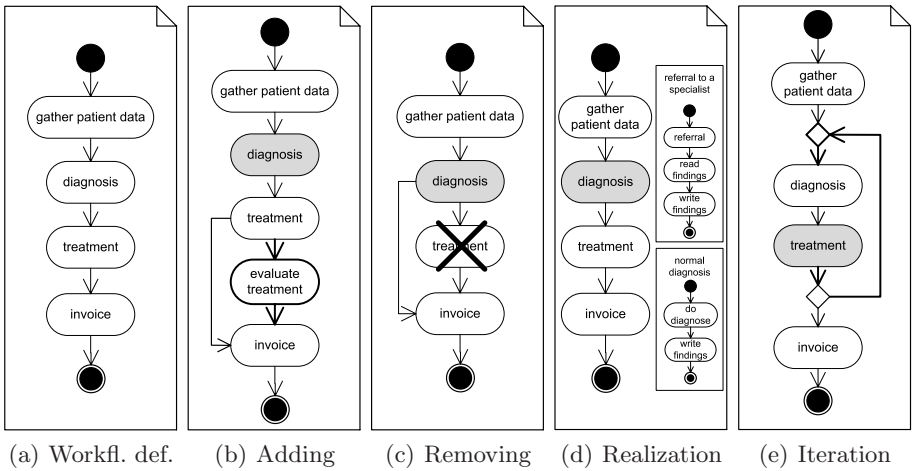 gather patient data
diagnosis
treatment
invoice
(a) Workfl. def.
gather patient data
diagnosis
treatment
evaluate
treatment
invoice
(b) Adding
gather patient data
diagnosis
treatment
invoice
(c) Removing
gather
patient data
diagnosis
treatment
invoice
referral to a
specialist
referral
read
findings
write
findings
normal
diagnosis
do
diagnose
write
findings
(d) Realization
gather
patient data
diagnosis
treatment
invoice
(e) Iteration